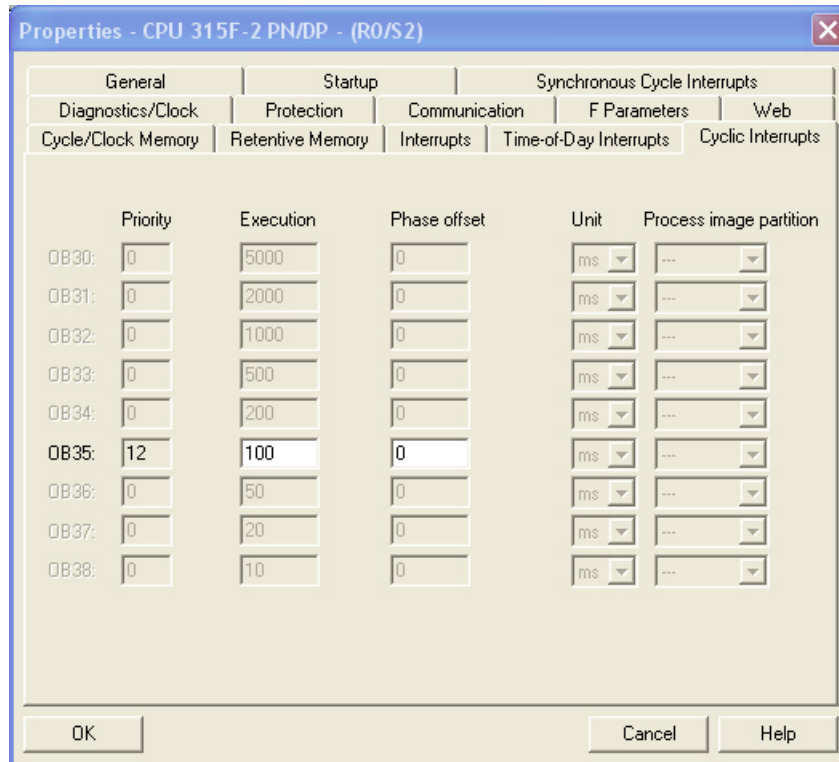 Properties - CPU 315F-2 PN/DP - (R0/S2)
General Startup Synchronous Cycle Interrupts
Diagnostics/Clock Protection Communication F Parameters Web
Cycle/Clock Memory Retentive Memory Interrupts Time-of-Day Interrupts Cyclic Interrupts
Priority Execution Phase offset Unit Process image partition
OB30: 0 5000 0 ms ---
OB31: 0 2000 0 ms ---
OB32: 0 1000 0 ms ---
OB33: 0 500 0 ms ---
OB34: 0 200 0 ms ---
OB35: 12 100 0 ms ---
OB36: 0 50 0 ms ---
OB37: 0 20 0 ms ---
OB38: 0 10 0 ms ---
OK Cancel Help